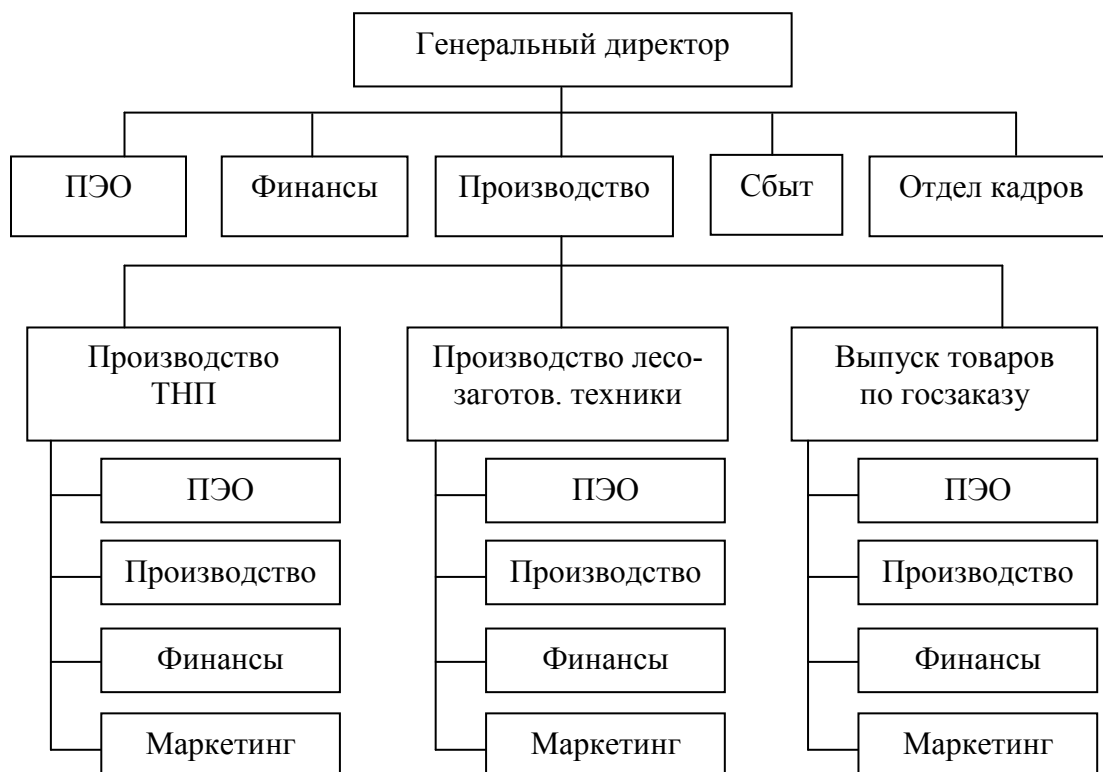 Генеральный директор
ПЭО
Финансы
Производство
Сбыт
Отдел кадров
Производство
ТНП
Производство лесо-
заготов. техники
Выпуск товаров
по госзаказу
ПЭО
ПЭО
ПЭО
Производство
Производство
Производство
Финансы
Финансы
Финансы
Маркетинг
Маркетинг
Маркетинг